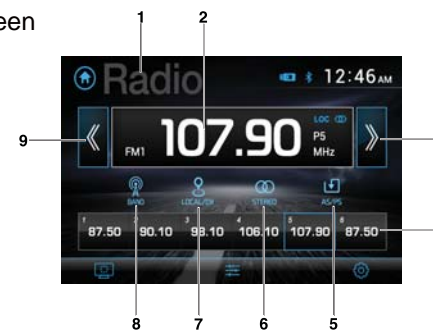 een
1 2
Radio 12:46AM
9
LOC
FM1 107.90 P5
MHz
BAND LOCAL/DX STEREO AS/PS
1 2 3 4 5 6
87.50 90.10 98.10 106.10 107.90 87.50
8 7 6 5